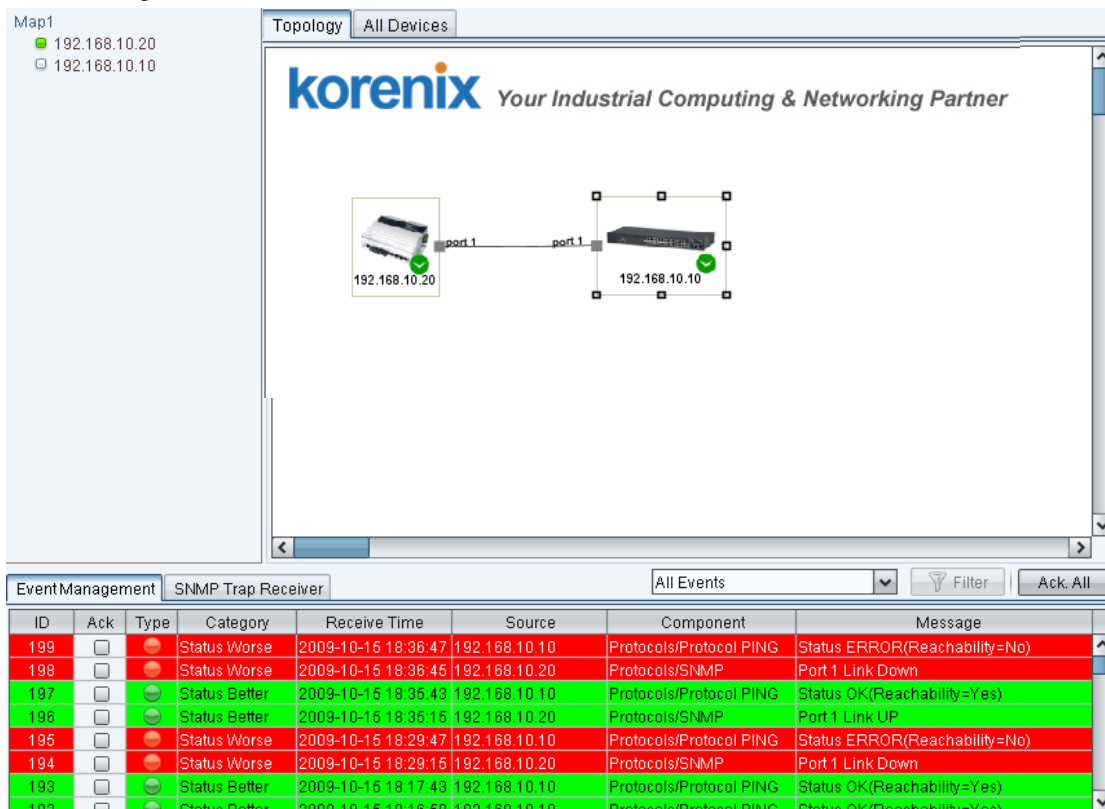 Map1
192.168.10.20
192.168.10.10
Topology All Devices
korenix Your Industrial Computing & Networking Partner
port 1 port 1
192.168.10.20 192.168.10.10
Event Management SNMP Trap Receiver All Events Filter Ack. All
ID Ack Type Category Receive Time Source Component Message
199 Status Worse 2009-10-15 18:36:47 192.168.10.10 Protocols/Protocol PING Status ERROR(Reachability=No)
198 Status Worse 2009-10-15 18:36:45 192.168.10.20 Protocols/SNMP Port 1 Link Down
197 Status Better 2009-10-15 18:35:43 192.168.10.10 Protocols/Protocol PING Status OK(Reachability=Yes)
196 Status Better 2009-10-15 18:35:15 192.168.10.20 Protocols/SNMP Port 1 Link UP
195 Status Worse 2009-10-15 18:29:47 192.168.10.10 Protocols/Protocol PING Status ERROR(Reachability=No)
194 Status Worse 2009-10-15 18:29:15 192.168.10.20 Protocols/SNMP Port 1 Link Down
193 Status Better 2009-10-15 18:17:43 192.168.10.10 Protocols/Protocol PING Status OK(Reachability=Yes)